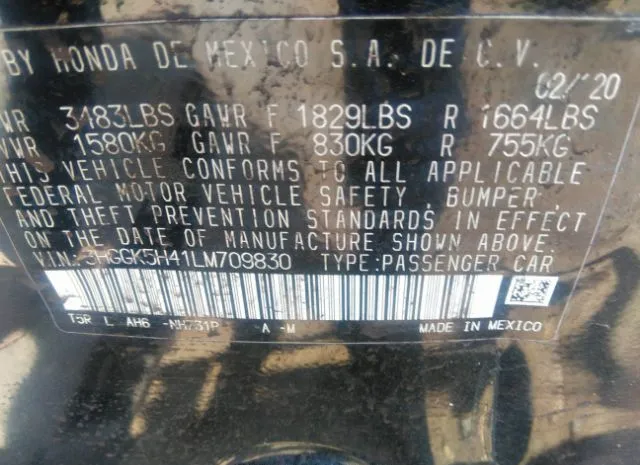 BY HONDA DE MEXICO S.A. DE C.V.
02/20
3483LBS GAWR F 1829LBS R 1664LBS
1580KG GAWR F 830KG R 755KG
THIS VEHICLE CONFORMS TO ALL APPLICABLE
FEDERAL MOTOR VEHICLE SAFETY, BUMPER,
AND THEFT PREVENTION STANDARDS IN EFFECT
ON THE DATE OF MANUFACTURE SHOWN ABOVE.
V.I.N.: 3HGGK5H41LM709830 TYPE:PASSENGER CAR
T5R L AH6 -NH731P -A -M MADE IN MEXICO